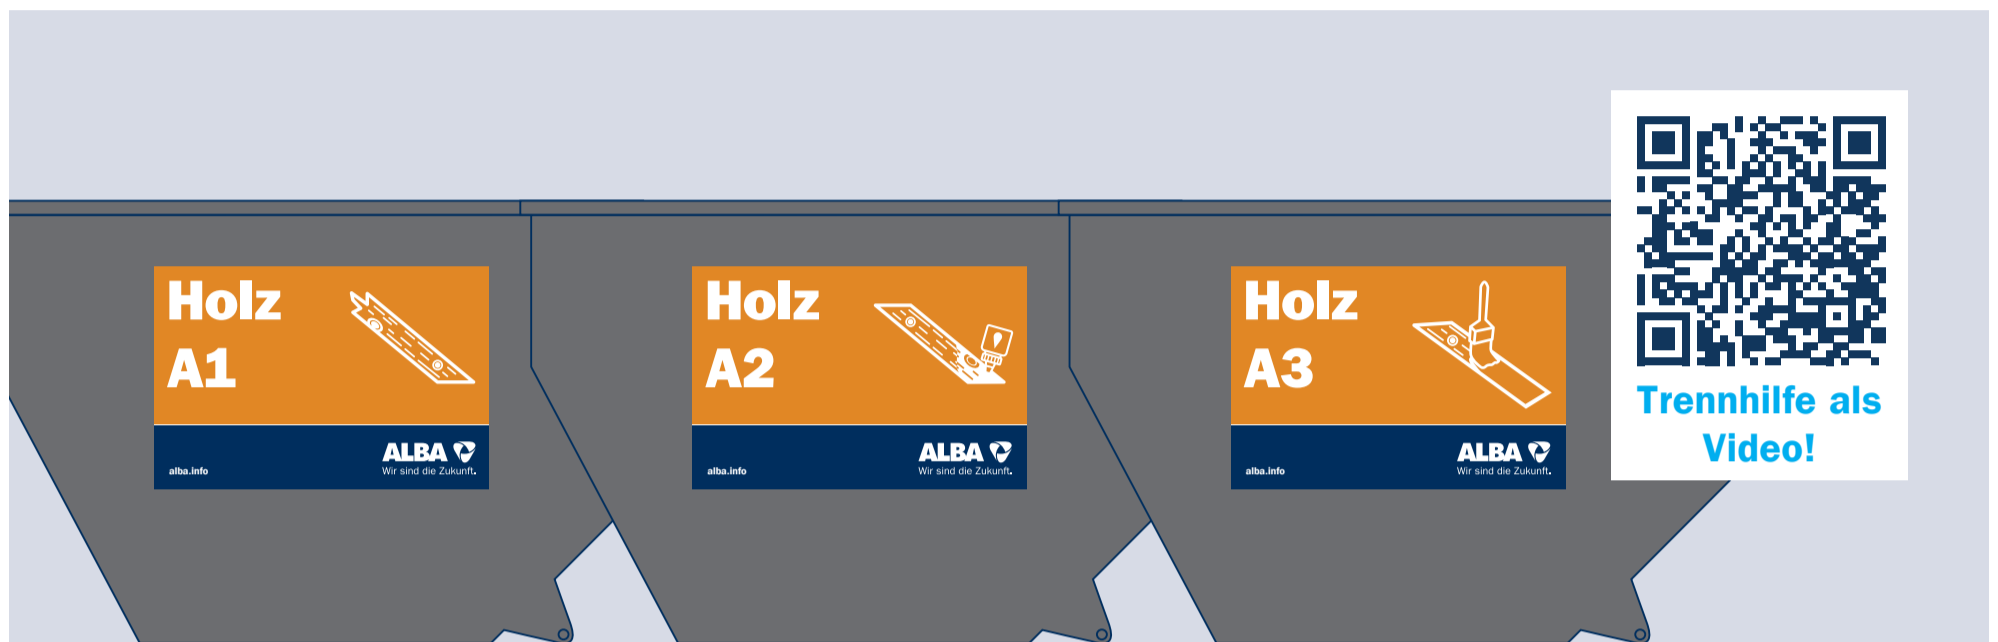 Holz
A1
alba.info
ALBA
Wir sind die Zukunft.
Holz
A2
alba.info
ALBA
Wir sind die Zukunft.
Holz
A3
alba.info
ALBA
Wir sind die Zukunft.
Trennhilfe als
Video!